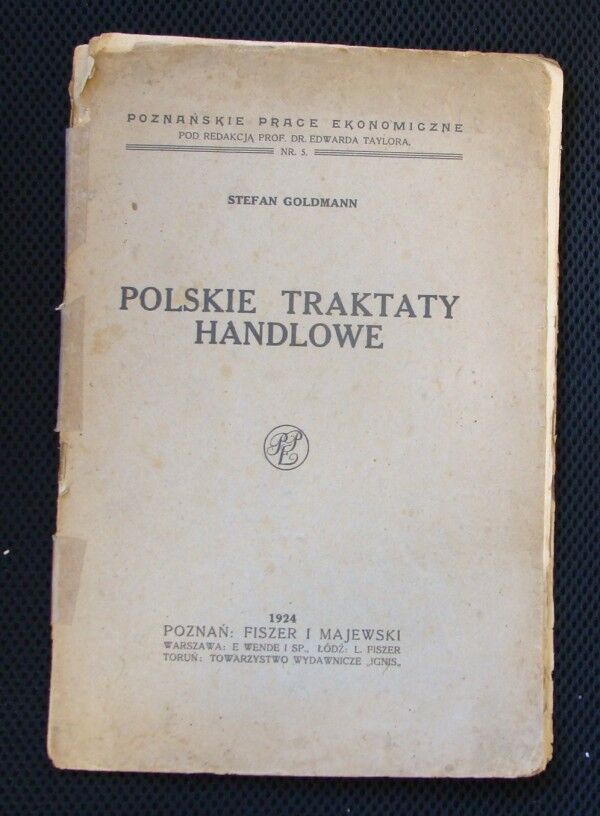 POZNAŃSKIE PRACE EKONOMICZNE
POD REDAKCJĄ PROF. DR. EDWARDA TAYLORA,
NR. 5.
STEFAN GOLDMANN
POLSKIE TRAKTATY
HANDLOWE
PPE
1924
POZNAŃ: FISZER I MAJEWSKI
WARSZAWA: E WENDE I SP., ŁÓDŹ: L. FISZER
TORUŃ: TOWARZYSTWO WYDAWNICZE „IGNIS„